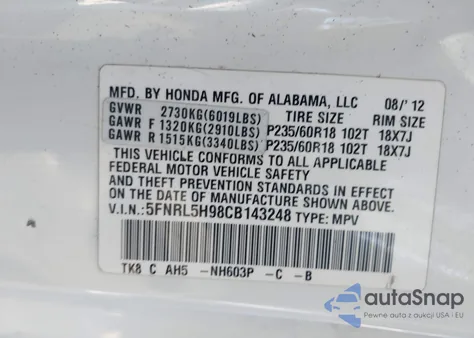 MFD. BY HONDA MFG. OF ALABAMA, LLC 08/'12
GVWR 2730KG(6019LBS) TIRE SIZE RIM SIZE
GAWR F 1320KG(2910LBS) P235/60R18 102T 18X7J
GAWR R 1515KG(3340LBS) P235/60R18 102T 18X7J
THIS VEHICLE CONFORMS TO ALL APPLICABLE
FEDERAL MOTOR VEHICLE SAFETY
AND THEFT PREVENTION STANDARDS IN EFFECT
ON THE DATE OF MANUFACTURE SHOWN ABOVE.
V.I.N.:5FNRL5H98CB143248 TYPE: MPV
TK8 C AH5 -NH603P -C -B
autoSnap
Pewne auta z aukcji USA i EU